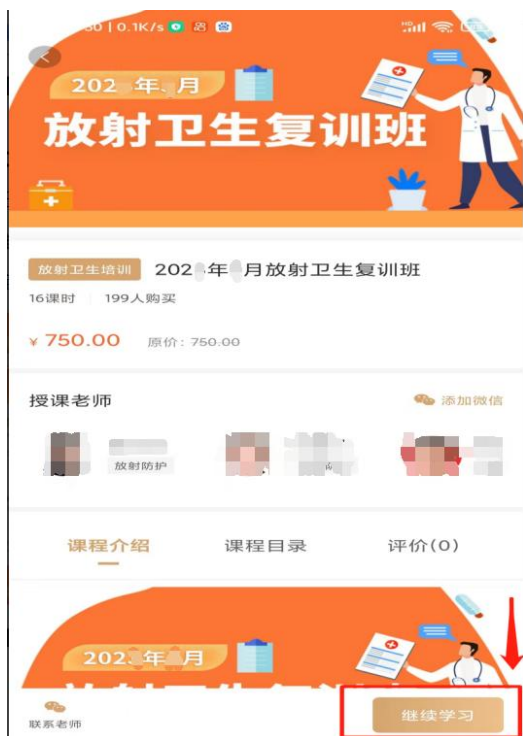 0.1K/s
202 年 月
放射卫生复训班
放射卫生培训 202 年 月放射卫生复训班
16课时 199人购买
¥ 750.00 原价: 750.00
授课老师 添加微信
放射防护
课程介绍 课程目录 评价(0)
202 年 月
联系老师 继续学习